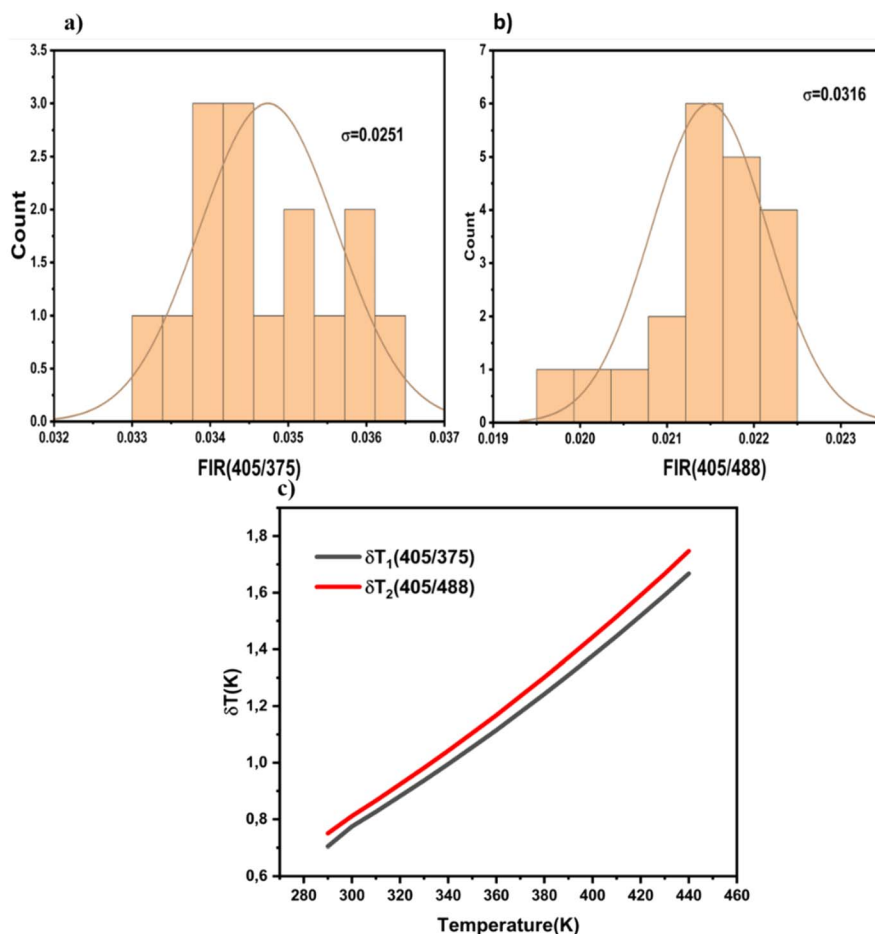 a)
3.5
3.0
2.5
2.0
1.5
1.0
0.5
0.0
Count
σ=0.0251
0.032 0.033 0.034 0.035 0.036 0.037
FIR(405/375)
b)
7
6
5
4
3
2
1
0
Count
σ=0.0316
0.019 0.020 0.021 0.022 0.023
FIR(405/488)
c)
1,8
1,6
1,4
1,2
1,0
0,8
0,6
δT(K)
δT₁(405/375)
δT₂(405/488)
280 300 320 340 360 380 400 420 440 460
Temperature(K)